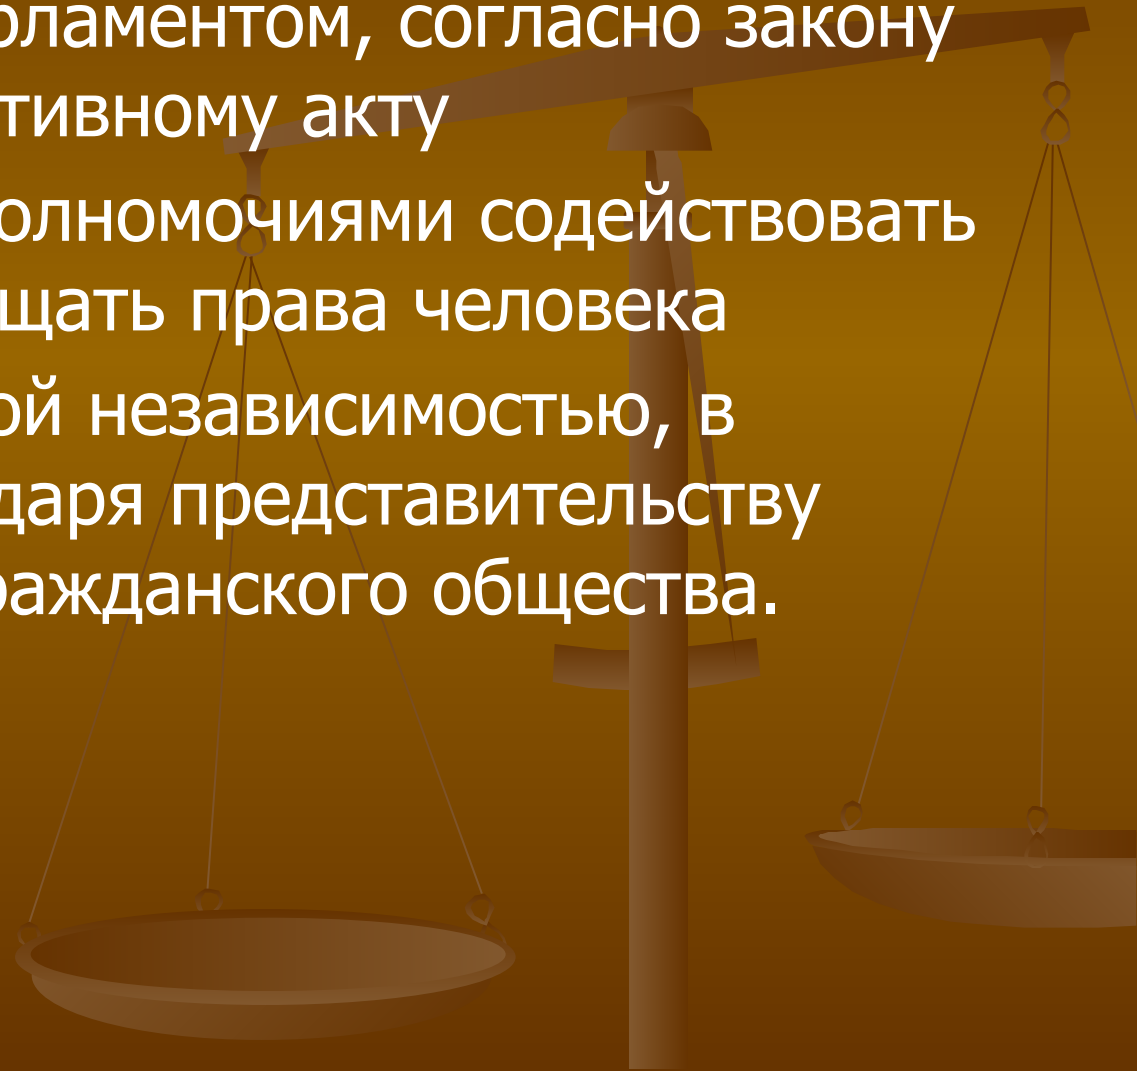 рламентом, согласно закону
тивному акту
олномочиями содействовать
щать права человека
ой независимостью, в
даря представительству
ражданского общества.